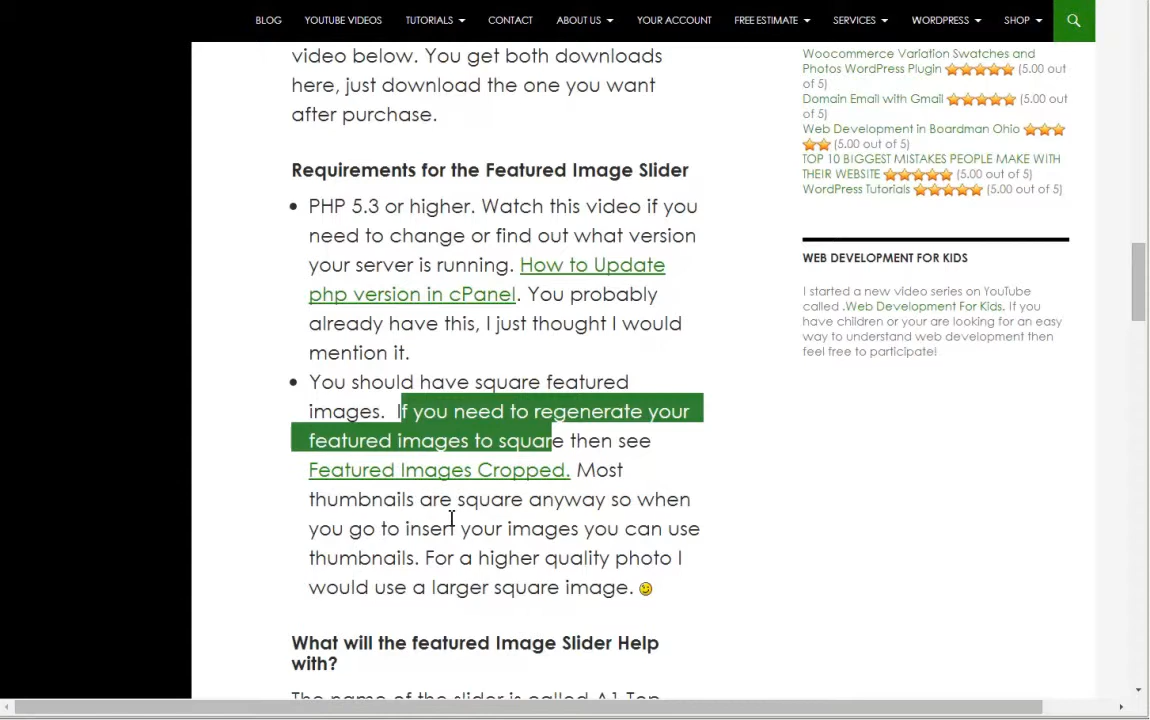 BLOG YOUTUBE VIDEOS TUTORIALS CONTACT ABOUT US YOUR ACCOUNT FREE ESTIMATE SERVICES WORDPRESS SHOP
video below. You get both downloads
here, just download the one you want
after purchase.
Requirements for the Featured Image Slider
PHP 5.3 or higher. Watch this video if you
need to change or find out what version
your server is running. How to Update
php version in cPanel. You probably
already have this, I just thought I would
mention it.
You should have square featured
images. If you need to regenerate your
featured images to square then see
Featured Images Cropped. Most
thumbnails are square anyway so when
you go to insert your images you can use
thumbnails. For a higher quality photo I
would use a larger square image.
What will the featured Image Slider Help
with?
The name of the slider is called A1 Top
Woocommerce Variation Swatches and
Photos WordPress Plugin (5.00 out
of 5)
Domain Email with Gmail (5.00 out
of 5)
Web Development in Boardman Ohio
(5.00 out of 5)
TOP 10 BIGGEST MISTAKES PEOPLE MAKE WITH
THEIR WEBSITE (5.00 out of 5)
WordPress Tutorials (5.00 out of 5)
WEB DEVELOPMENT FOR KIDS
I started a new video series on YouTube
called .Web Development For Kids. If you
have children or your are looking for an easy
way to understand web development then
feel free to participate!